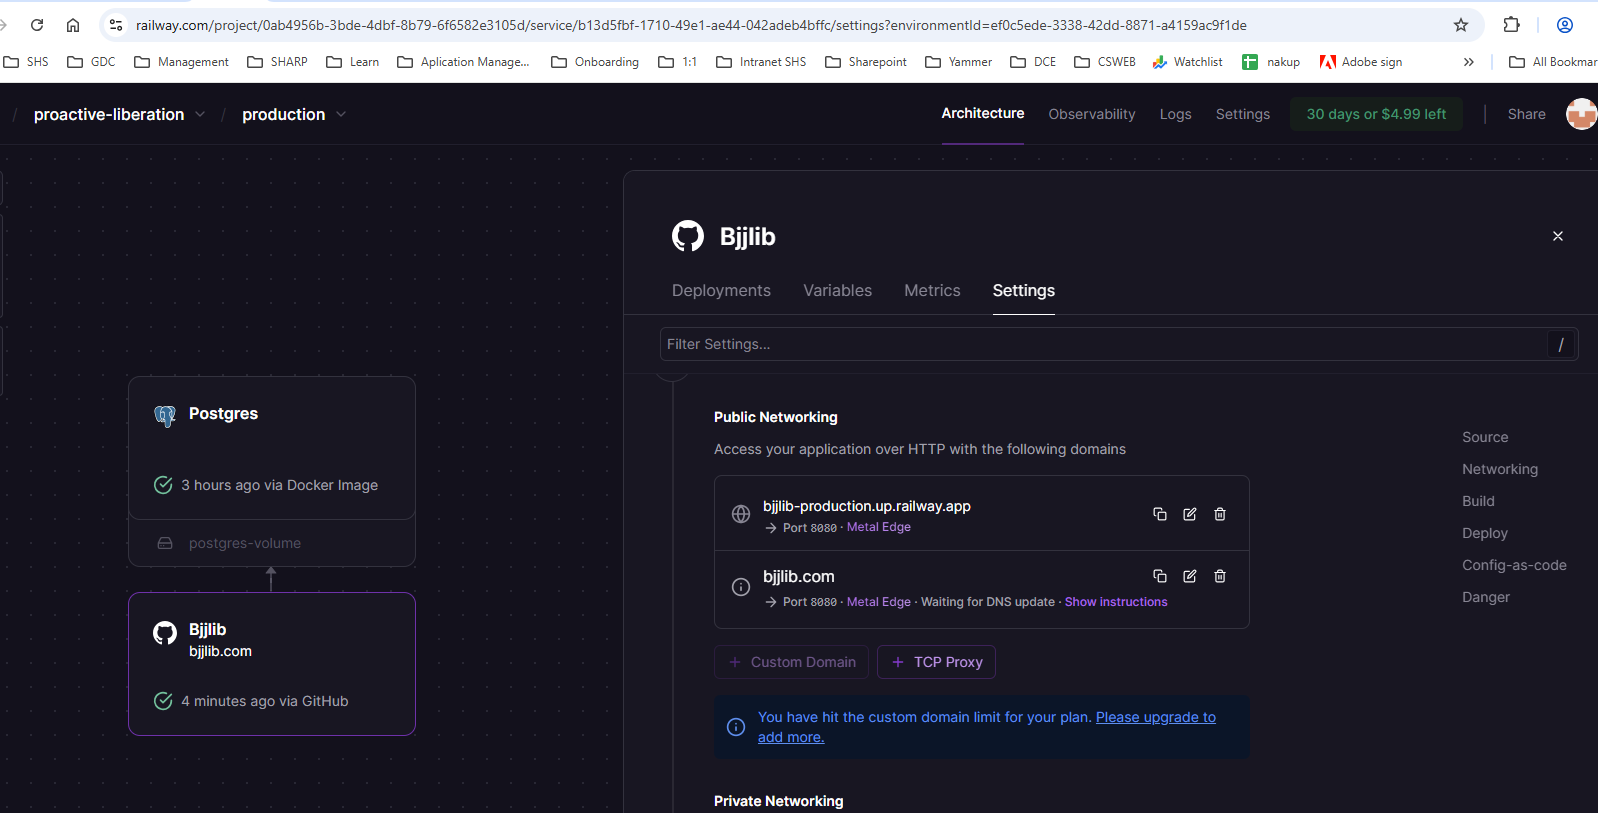 railway.com/project/0ab4956b-3bde-4dbf-8b79-6f6582e3105d/service/b13d5fbf-1710-49e1-ae44-042adeb4bffc/settings?environmentId=ef0c5ede-3338-42dd-8871-a4159ac9f1de
SHS GDC Management SHARP Learn Aplication Manage... Onboarding 1:1 Intranet SHS Sharepoint Yammer DCE CSWEB Watchlist nakup Adobe sign » All Bookmar
/ proactive-liberation / production Architecture Observability Logs Settings 30 days or $4.99 left Share
Bjjlib
Deployments Variables Metrics Settings
Filter Settings... /
Postgres
3 hours ago via Docker Image
postgres-volume
Bjjlib
bjjlib.com
4 minutes ago via GitHub
Public Networking
Access your application over HTTP with the following domains
bjjlib-production.up.railway.app
→ Port 8080 · Metal Edge
bjjlib.com
→ Port 8080 · Metal Edge · Waiting for DNS update · Show instructions
+ Custom Domain + TCP Proxy
You have hit the custom domain limit for your plan. Please upgrade to
add more.
Private Networking
Source
Networking
Build
Deploy
Config-as-code
Danger